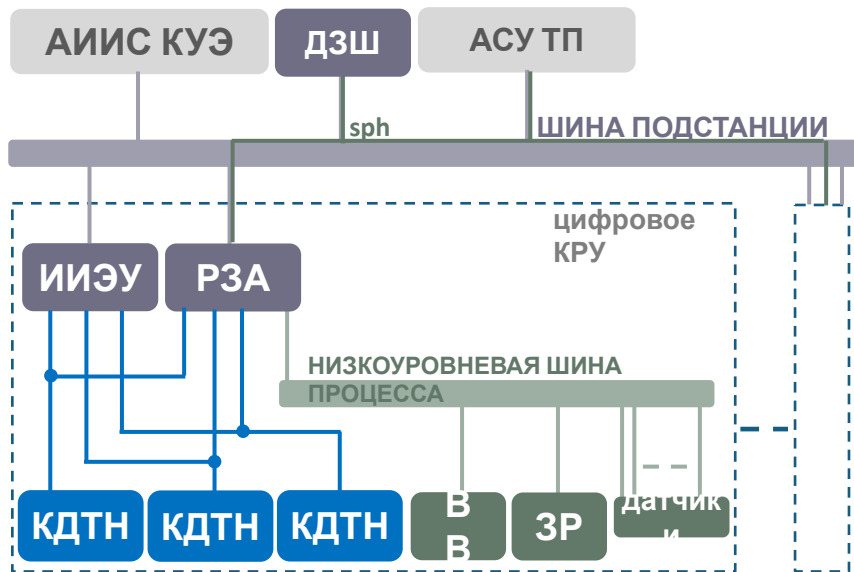 АИИС КУЭ
ДЗШ
АСУ ТП
sph
ШИНА ПОДСТАНЦИИ
цифровое
КРУ
ИИЭУ
РЗА
НИЗКОУРОВНЕВАЯ ШИНА
ПРОЦЕССА
КДТН
КДТН
КДТН
В
В
ЗР
датчик
и